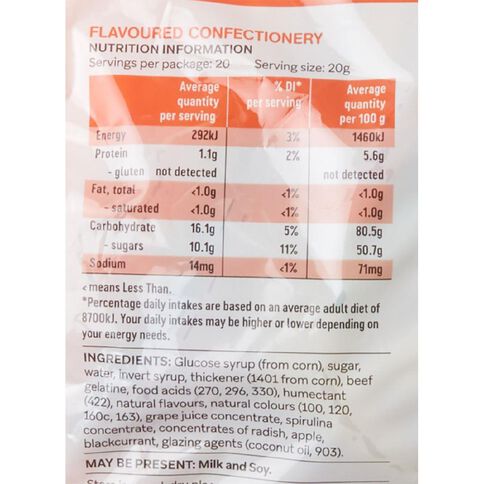 FLAVOURED CONFECTIONERY
NUTRITION INFORMATION
Servings per package: 20 Serving size: 20g
Average quantity per serving % DI* per serving Average quantity per 100 g
Energy 292kJ 3% 1460kJ
Protein 1.1g 2% 5.6g
- gluten not detected not detected
Fat, total <1.0g <1% <1.0g
- saturated <1.0g <1% <1.0g
Carbohydrate 16.1g 5% 80.5g
- sugars 10.1g 11% 50.7g
Sodium 14mg <1% 71mg
< means Less Than.
*Percentage daily intakes are based on an average adult diet of
8700kJ. Your daily intakes may be higher or lower depending on
your energy needs.
INGREDIENTS: Glucose syrup (from corn), sugar,
water, invert syrup, thickener (1401 from corn), beef
gelatine, food acids (270, 296, 330), humectant
(422), natural flavours, natural colours (100, 120,
160c, 163), grape juice concentrate, spirulina
concentrate, concentrates of radish, apple,
blackcurrant, glazing agents (coconut oil, 903).
MAY BE PRESENT: Milk and Soy.